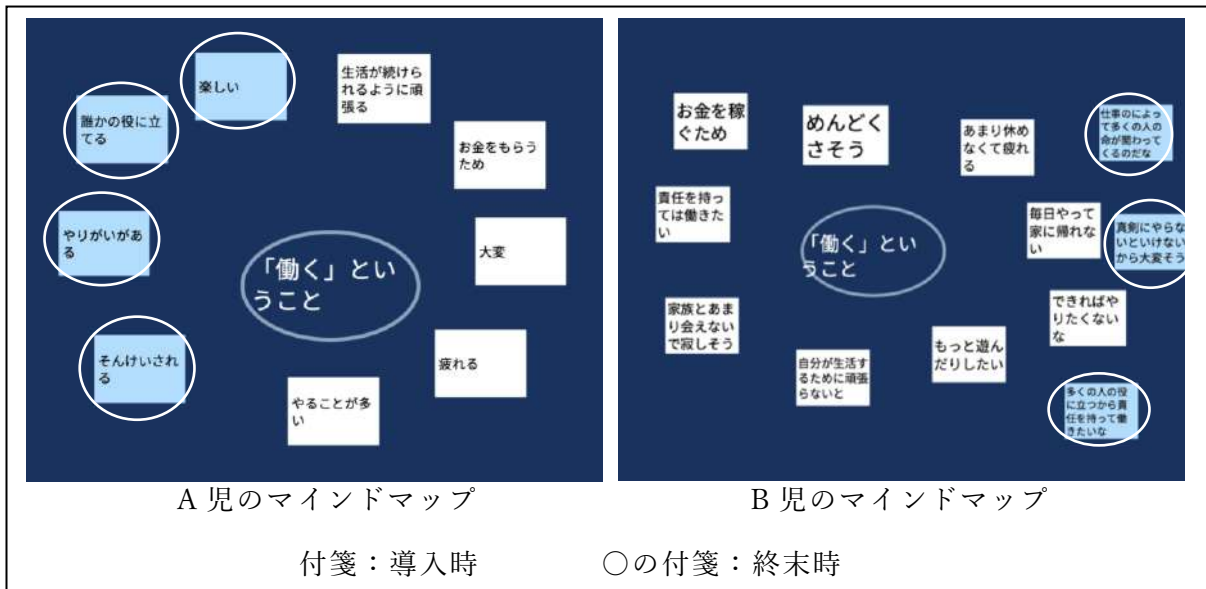 楽しい
誰かの役に立
てる
やりがいがあ
る
そんけいされ
る
生活が続けら
れるように頑
張る
お金をもらう
ため
大変
疲れる
やることが多
い
「働く」とい
うこと
お金を稼
ぐため
めんどく
さそう
あまり休め
なくて疲れ
る
仕事のによっ
て多くの人の
命が関わって
くるのだな
責任を持っ
ては働きた
い
毎日やって
家に帰れな
い
真剣にやらな
いといけない
から大変そう
「働く」とい
うこと
家族とあま
り会えない
で寂しそう
できればや
りたくない
な
自分が生活す
るために頑張
らないと
もっと遊ん
だりしたい
多くの人の役
に立つから責
任を持って働
きたいな
A児のマインドマップ
B児のマインドマップ
付箋：導入時 ○の付箋：終末時